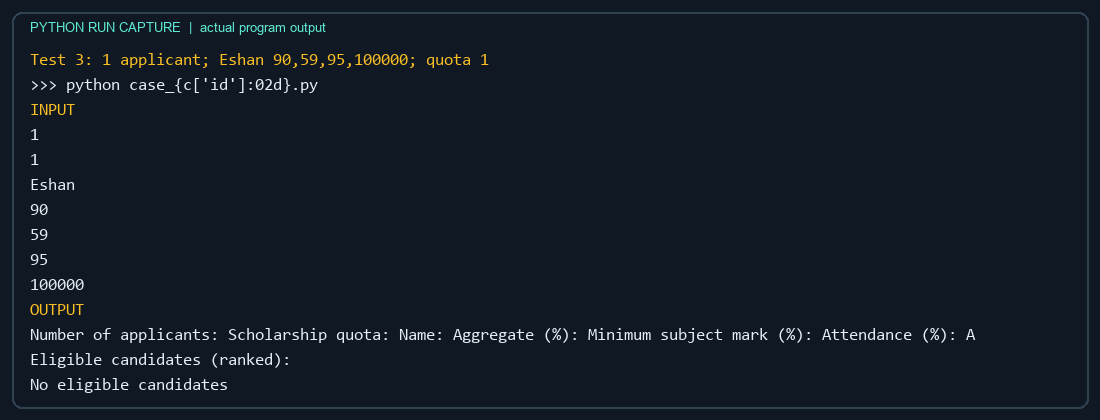 PYTHON RUN CAPTURE | actual program output
Test 3: 1 applicant; Eshan 90,59,95,100000; quota 1
>>> python case_{c['id']:02d}.py
INPUT
1
1
Eshan
90
59
95
100000
OUTPUT
Number of applicants: Scholarship quota: Name: Aggregate (%): Minimum subject mark (%): Attendance (%): A
Eligible candidates (ranked):
No eligible candidates